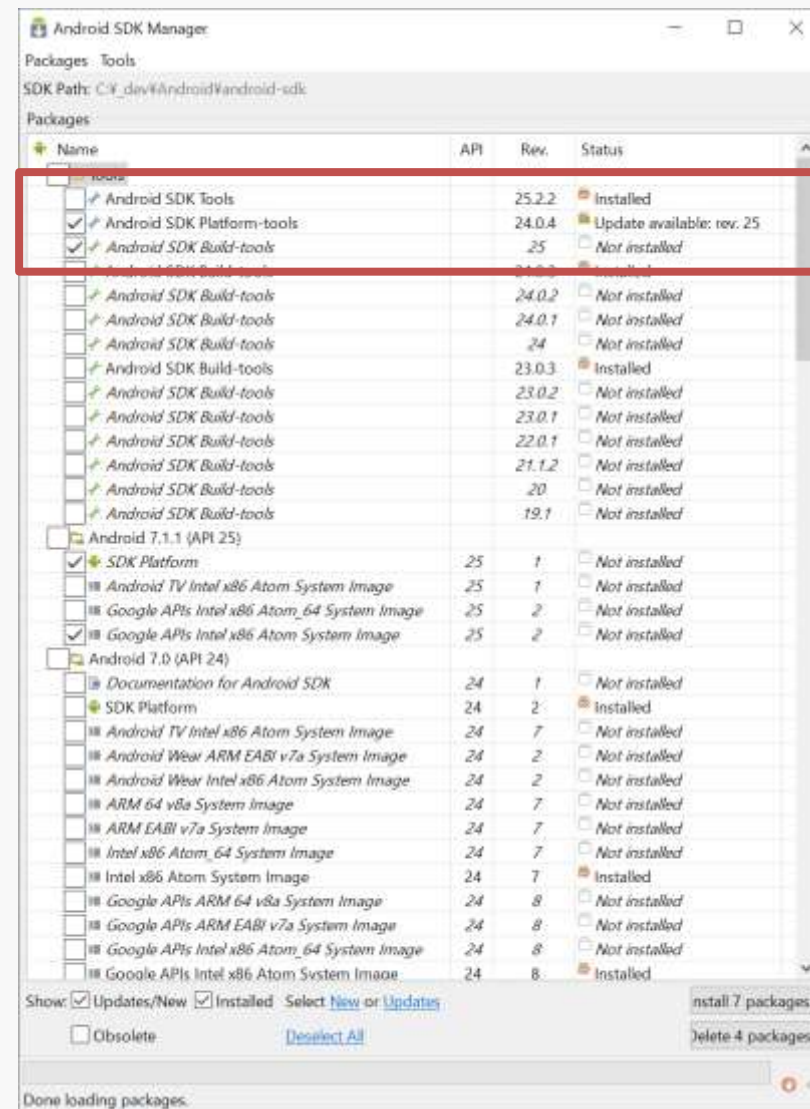 Android SDK Manager
Packages Tools
SDK Path: C:¥_dev¥Android¥android-sdk
Packages
Name API Rev. Status
Tools
Android SDK Tools 25.2.2 Installed
Android SDK Platform-tools 24.0.4 Update available: rev. 25
Android SDK Build-tools 25 Not installed
Android SDK Build-tools 24.0.3 Installed
Android SDK Build-tools 24.0.2 Not installed
Android SDK Build-tools 24.0.1 Not installed
Android SDK Build-tools 24 Not installed
Android SDK Build-tools 23.0.3 Installed
Android SDK Build-tools 23.0.2 Not installed
Android SDK Build-tools 23.0.1 Not installed
Android SDK Build-tools 22.0.1 Not installed
Android SDK Build-tools 21.1.2 Not installed
Android SDK Build-tools 20 Not installed
Android SDK Build-tools 19.1 Not installed
Android 7.1.1 (API 25)
SDK Platform 25 1 Not installed
Android TV Intel x86 Atom System Image 25 1 Not installed
Google APIs Intel x86 Atom_64 System Image 25 2 Not installed
Google APIs Intel x86 Atom System Image 25 2 Not installed
Android 7.0 (API 24)
Documentation for Android SDK 24 1 Not installed
SDK Platform 24 2 Installed
Android TV Intel x86 Atom System Image 24 7 Not installed
Android Wear ARM EABI v7a System Image 24 2 Not installed
Android Wear Intel x86 Atom System Image 24 2 Not installed
ARM 64 v8a System Image 24 7 Not installed
ARM EABI v7a System Image 24 7 Not installed
Intel x86 Atom_64 System Image 24 7 Not installed
Intel x86 Atom System Image 24 7 Installed
Google APIs ARM 64 v8a System Image 24 8 Not installed
Google APIs ARM EABI v7a System Image 24 8 Not installed
Google APIs Intel x86 Atom_64 System Image 24 8 Not installed
Google APIs Intel x86 Atom System Image 24 8 Installed
Show: Updates/New Installed Select New or Updates nstall 7 packages
Obsolete Deselect All Delete 4 packages
Done loading packages.